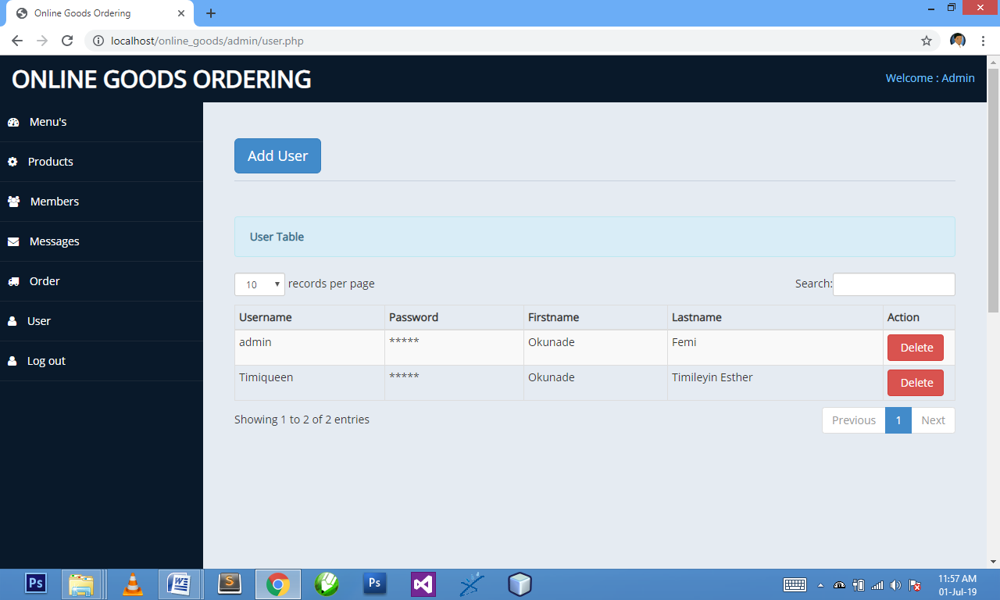 Online Goods Ordering
localhost/online_goods/admin/user.php
ONLINE GOODS ORDERING
Welcome : Admin
Menu's
Products
Members
Messages
Order
User
Log out
Add User
User Table
10 records per page
Search:
Username Password Firstname Lastname Action
admin ***** Okunade Femi Delete
Timiqueen ***** Okunade Timileyin Esther Delete
Showing 1 to 2 of 2 entries
Previous 1 Next
Ps
W
S
Ps
11:57 AM
01-Jul-19